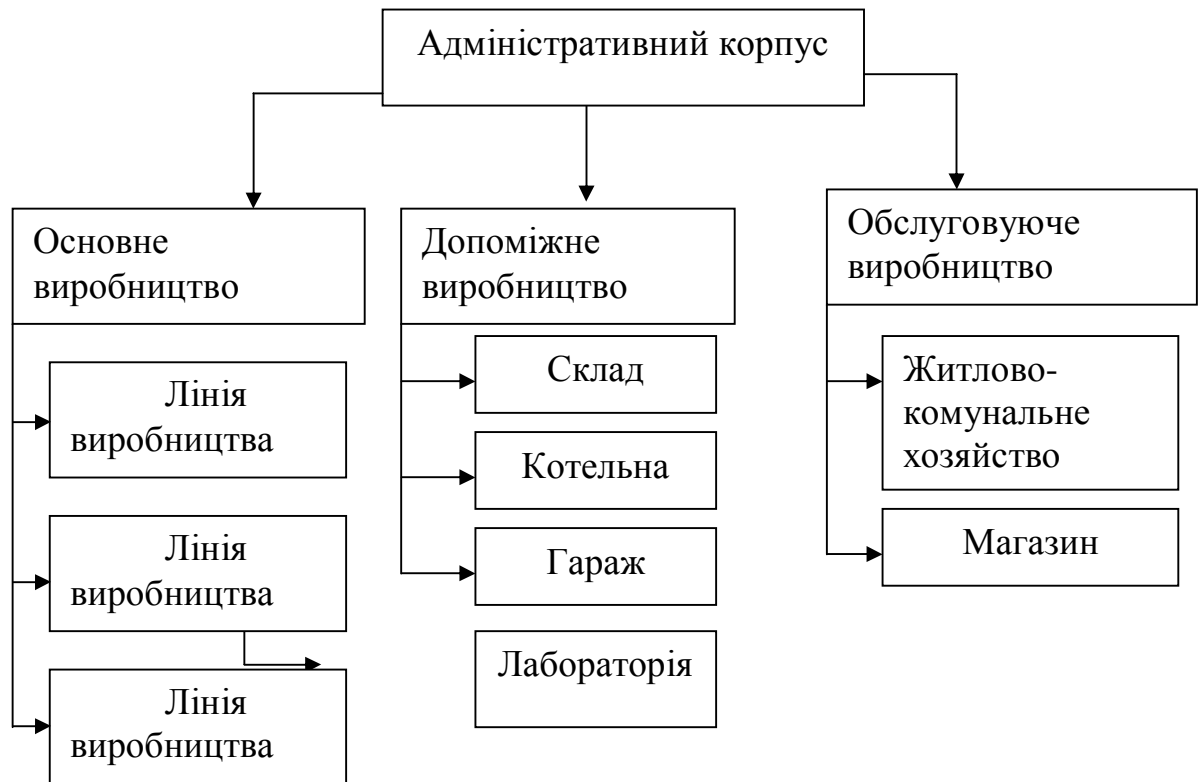 Адміністративний корпус
Основне
виробництво
Лінія
виробництва
Лінія
виробництва
Лінія
виробництва
Допоміжне
виробництво
Склад
Котельна
Гараж
Лабораторія
Обслуговуюче
виробництво
Житлово-
комунальне
хозяйство
Магазин